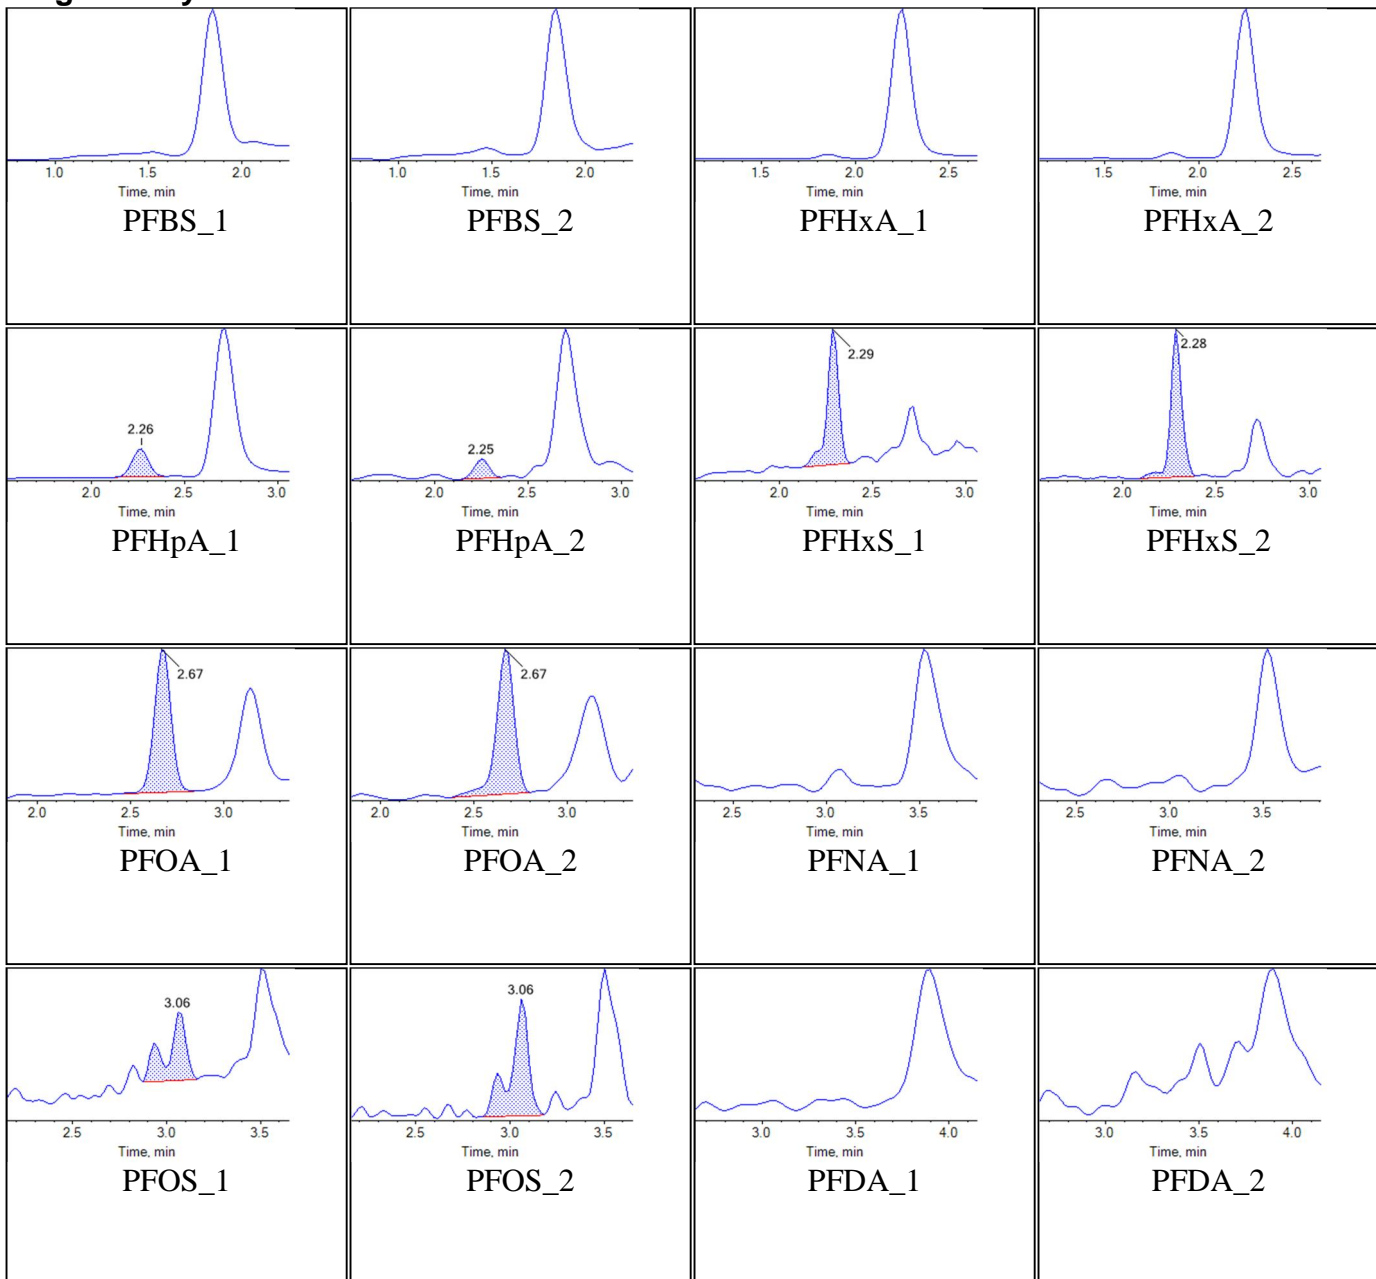 1.0 1.5 2.0
Time, min
PFBS_1
1.0 1.5 2.0
Time, min
PFBS_2
1.5 2.0 2.5
Time, min
PFHxA_1
1.5 2.0 2.5
Time, min
PFHxA_2
2.26
2.0 2.5 3.0
Time, min
PFHpA_1
2.25
2.0 2.5 3.0
Time, min
PFHpA_2
2.29
2.0 2.5 3.0
Time, min
PFHxS_1
2.28
2.0 2.5 3.0
Time, min
PFHxS_2
2.67
2.0 2.5 3.0
Time, min
PFOA_1
2.67
2.0 2.5 3.0
Time, min
PFOA_2
2.5 3.0 3.5
Time, min
PFNA_1
2.5 3.0 3.5
Time, min
PFNA_2
3.06
2.5 3.0 3.5
Time, min
PFOS_1
3.06
2.5 3.0 3.5
Time, min
PFOS_2
3.0 3.5 4.0
Time, min
PFDA_1
3.0 3.5 4.0
Time, min
PFDA_2